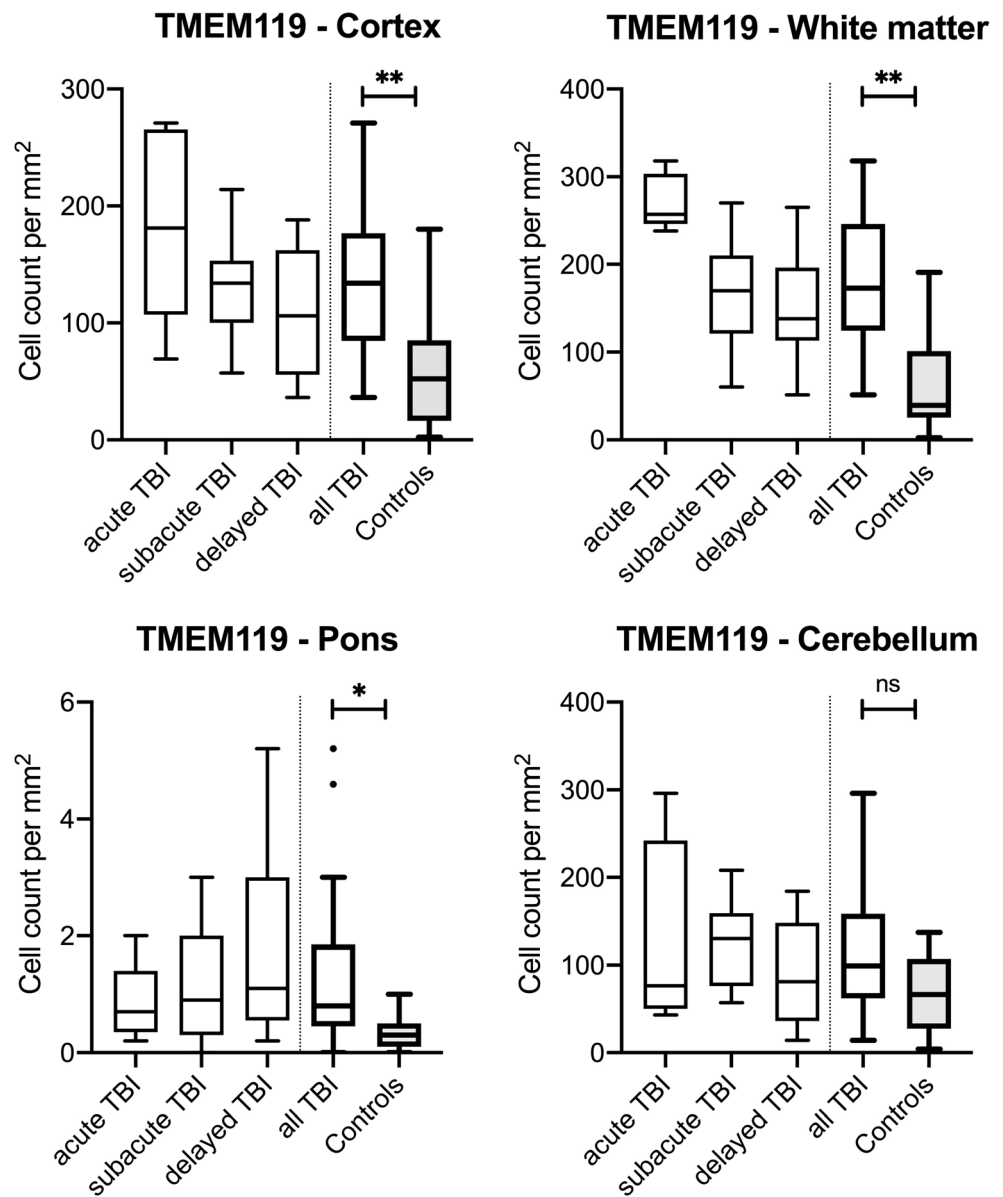 TMEM119 - Cortex
**
300
200
100
0
Cell count per mm²
acute TBI
subacute TBI
delayed TBI
all TBI
Controls
TMEM119 - White matter
**
400
300
200
100
0
Cell count per mm²
acute TBI
subacute TBI
delayed TBI
all TBI
Controls
TMEM119 - Pons
*
6
4
2
0
Cell count per mm²
acute TBI
subacute TBI
delayed TBI
all TBI
Controls
TMEM119 - Cerebellum
ns
400
300
200
100
0
Cell count per mm²
acute TBI
subacute TBI
delayed TBI
all TBI
Controls